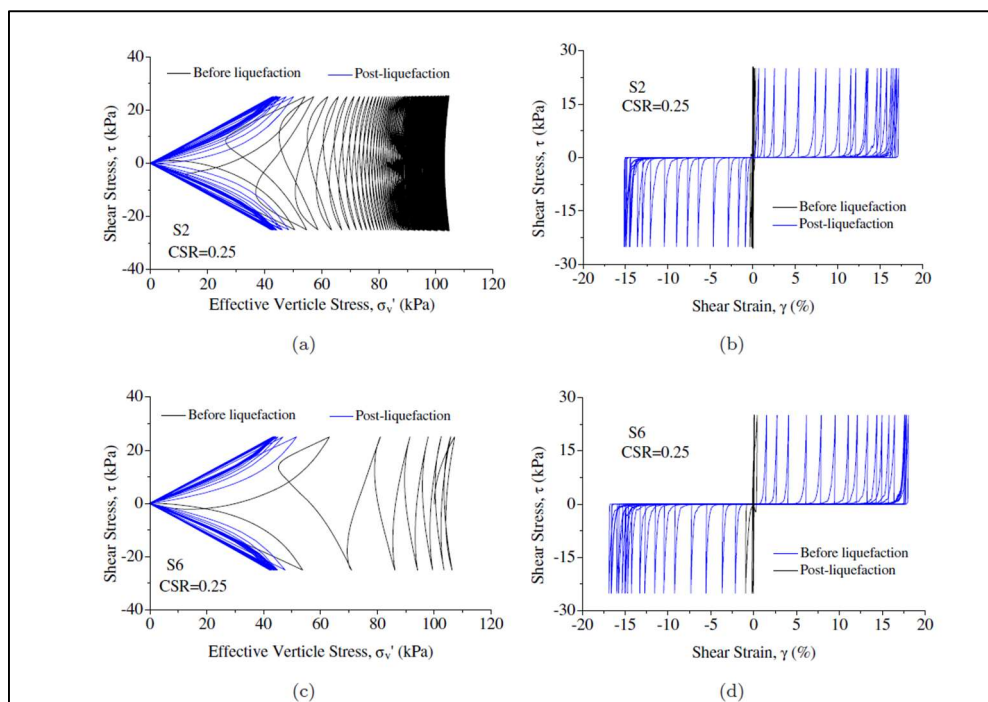 40
20
0
-20
-40
Shear Stress, τ (kPa)
Before liquefaction
Post-liquefaction
S2
CSR=0.25
0 20 40 60 80 100 120
Effective Verticle Stress, σv' (kPa)
(a)
30
15
0
-15
-30
Shear Stress, τ (kPa)
S2
CSR=0.25
Before liquefaction
Post-liquefaction
-20 -15 -10 -5 0 5 10 15 20
Shear Strain, γ (%)
(b)
40
20
0
-20
-40
Shear Stress, τ (kPa)
Before liquefaction
Post-liquefaction
S6
CSR=0.25
0 20 40 60 80 100 120
Effective Verticle Stress, σv' (kPa)
(c)
30
15
0
-15
-30
Shear Stress, τ (kPa)
S6
CSR=0.25
Before liquefaction
Post-liquefaction
-20 -15 -10 -5 0 5 10 15 20
Shear Strain, γ (%)
(d)